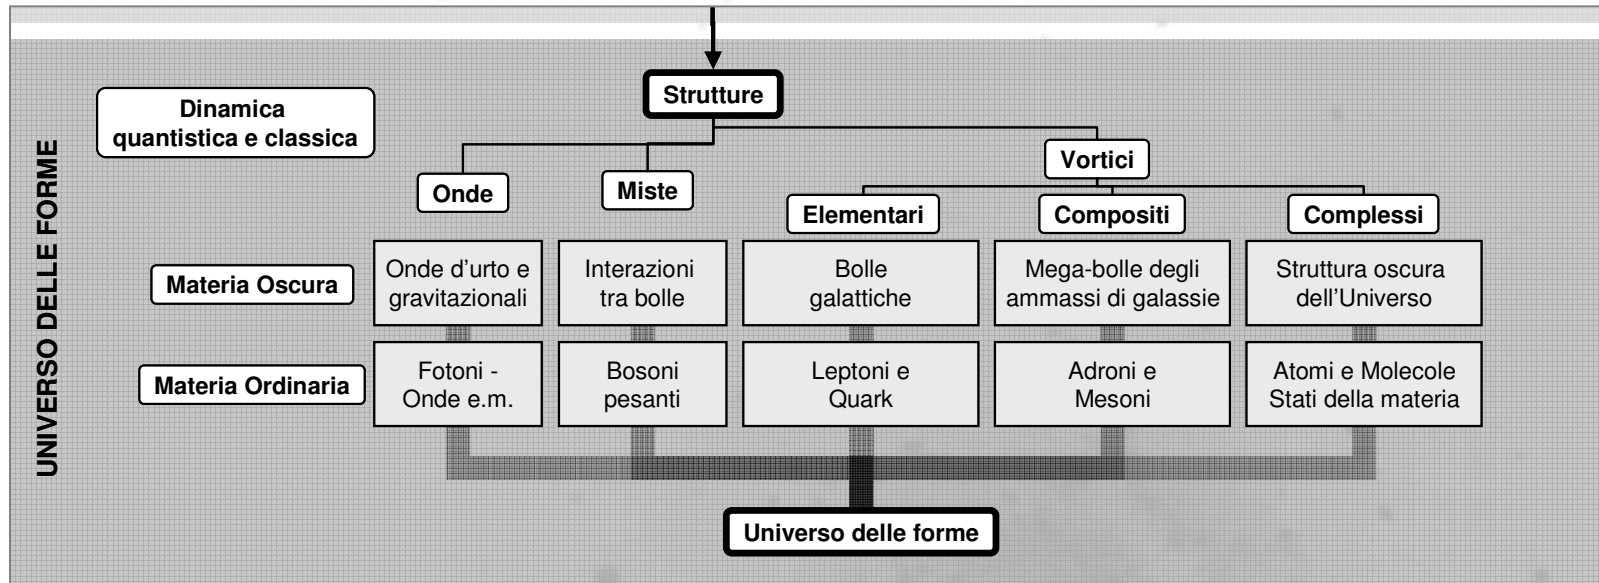 Strutture
Dinamica
quantistica e classica
Vortici
Onde
Miste
Elementari
Compositi
Complessi
UNIVERSO DELLE FORME
Materia Oscura
Onde d'urto e
gravitazionali
Interazioni
tra bolle
Bolle
galattiche
Mega-bolle degli
ammassi di galassie
Struttura oscura
dell'Universo
Materia Ordinaria
Fotoni -
Onde e.m.
Bosoni
pesanti
Leptoni e
Quark
Adroni e
Mesoni
Atomi e Molecole
Stati della materia
Universo delle forme